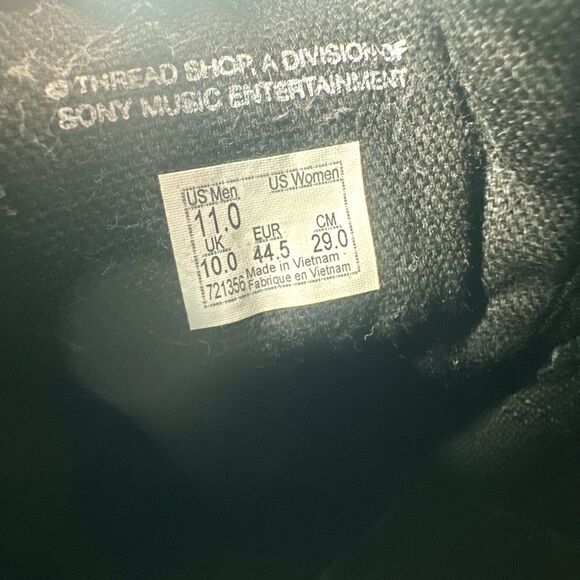 © THREAD SHOP, A DIVISION OF
SONY MUSIC ENTERTAINMENT
US Men US Women
11.0
UK EUR CM
10.0 44.5 29.0
Made in Vietnam
721356 Fabrique en Vietnam